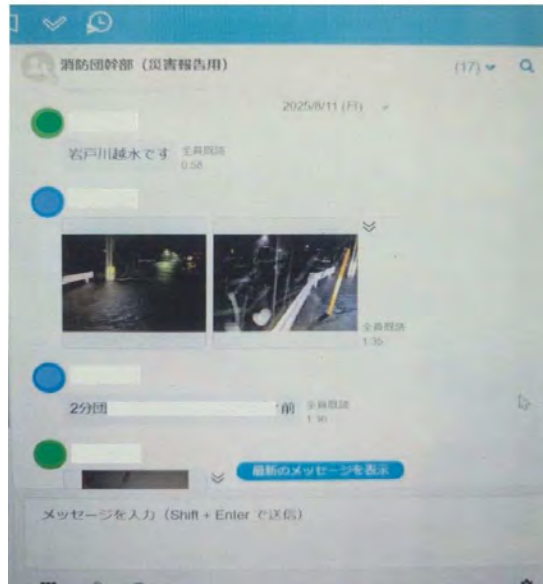 消防団幹部（災害報告用）
(17)
2025/8/11 (月)
岩戸川越水です
全員既読
0:58
全員既読
1:35
2分団
前
全員既読
1:36
最新のメッセージを表示
メッセージを入力（Shift + Enter で送信）